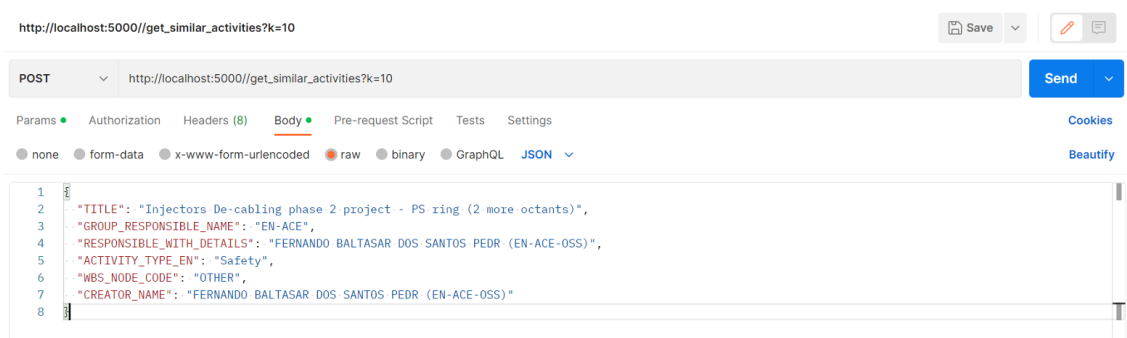 http://localhost:5000//get_similar_activities?k=10
Save
POST http://localhost:5000//get_similar_activities?k=10 Send
Params Authorization Headers (8) Body Pre-request Script Tests Settings Cookies
none form-data x-www-form-urlencoded raw binary GraphQL JSON Beautify
1 {
2 "TITLE": "Injectors De-cabling phase 2 project - PS ring (2 more octants)",
3 "GROUP_RESPONSIBLE_NAME": "EN-ACE",
4 "RESPONSIBLE_WITH_DETAILS": "FERNANDO BALTASAR DOS SANTOS PEDR (EN-ACE-OSS)",
5 "ACTIVITY_TYPE_EN": "Safety",
6 "WBS_NODE_CODE": "OTHER",
7 "CREATOR_NAME": "FERNANDO BALTASAR DOS SANTOS PEDR (EN-ACE-OSS)"
8 }